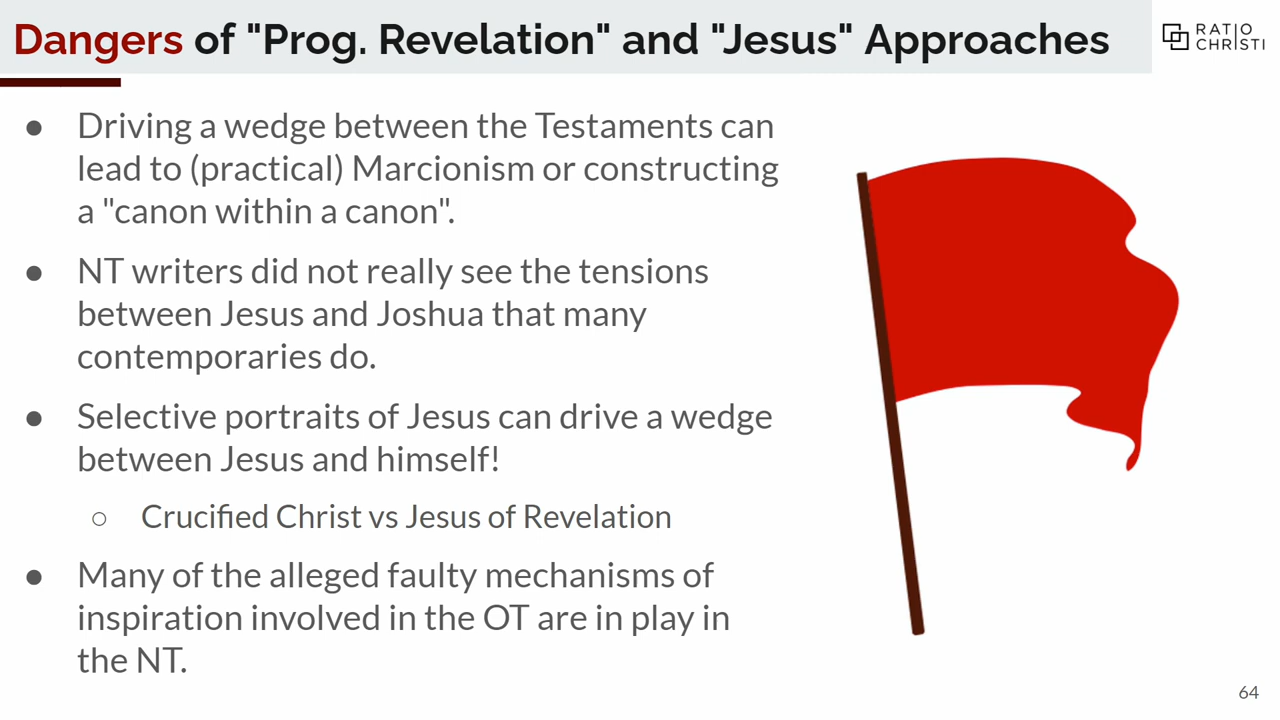 Dangers of "Prog. Revelation" and "Jesus" Approaches
RATIO
CHRISTI
● Driving a wedge between the Testaments can
lead to (practical) Marcionism or constructing
a "canon within a canon".
● NT writers did not really see the tensions
between Jesus and Joshua that many
contemporaries do.
● Selective portraits of Jesus can drive a wedge
between Jesus and himself!
○ Crucified Christ vs Jesus of Revelation
● Many of the alleged faulty mechanisms of
inspiration involved in the OT are in play in
the NT.
64